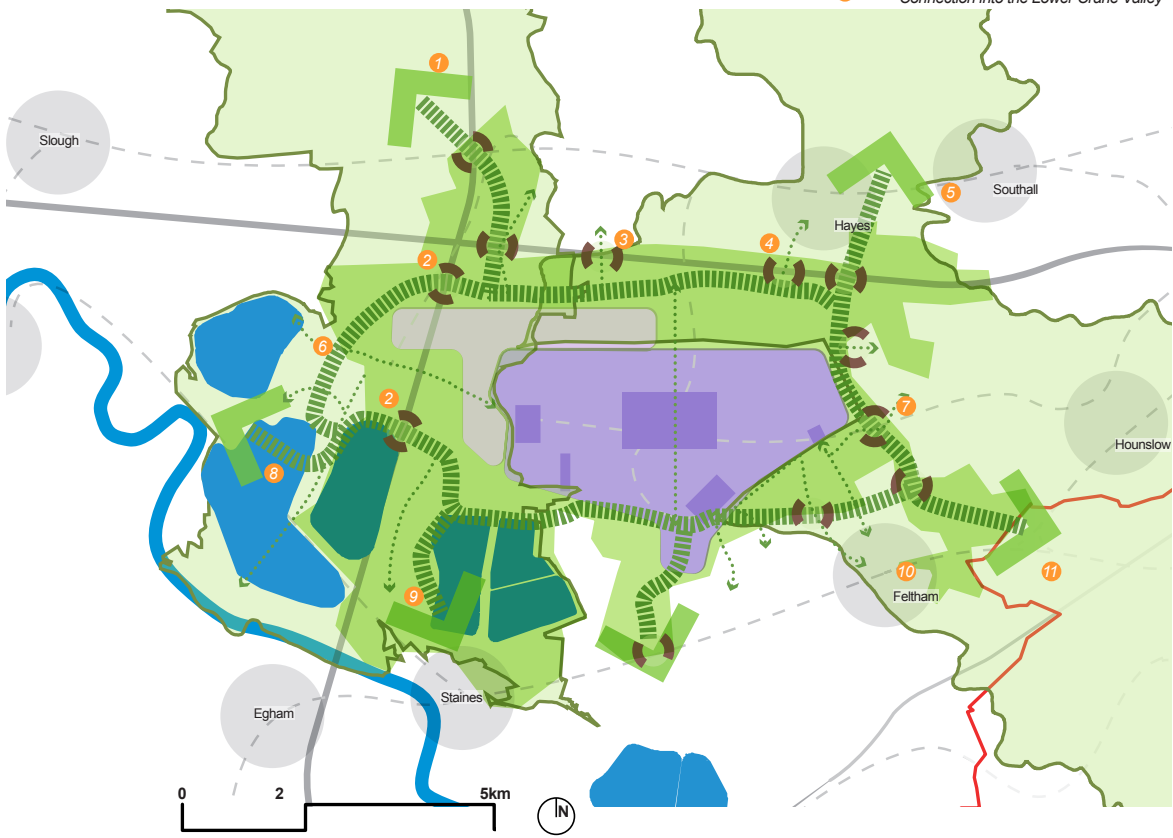 Connection into the Lower Crane Valley
1
Slough
5
Southall
Hayes
3
4
2
6
2
7
Hounslow
8
10
11
9
Feltham
Staines
Egham
0 2 5km
N